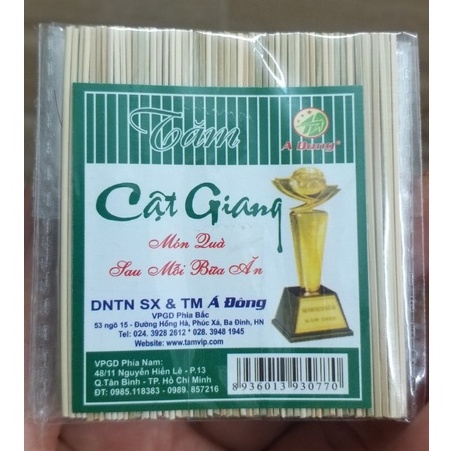 Tăm
Á Đông®
Cật Giang
Món Quà
Sau Mỗi Bữa Ăn
DNTN SX & TM Á Đông
VPGD Phía Bắc
53 ngõ 15 - Đường Hồng Hà, Phúc Xá, Ba Đình, HN
Tel: 024. 3928 2612 * 028. 3948 1945
Website: www.tamvip.com
VPGD Phía Nam:
48/11 Nguyễn Hiến Lê - P.13
Q.Tân Bình - TP. Hồ Chí Minh
ĐT: 0985.118383 - 0989. 857216
8 936013 930770